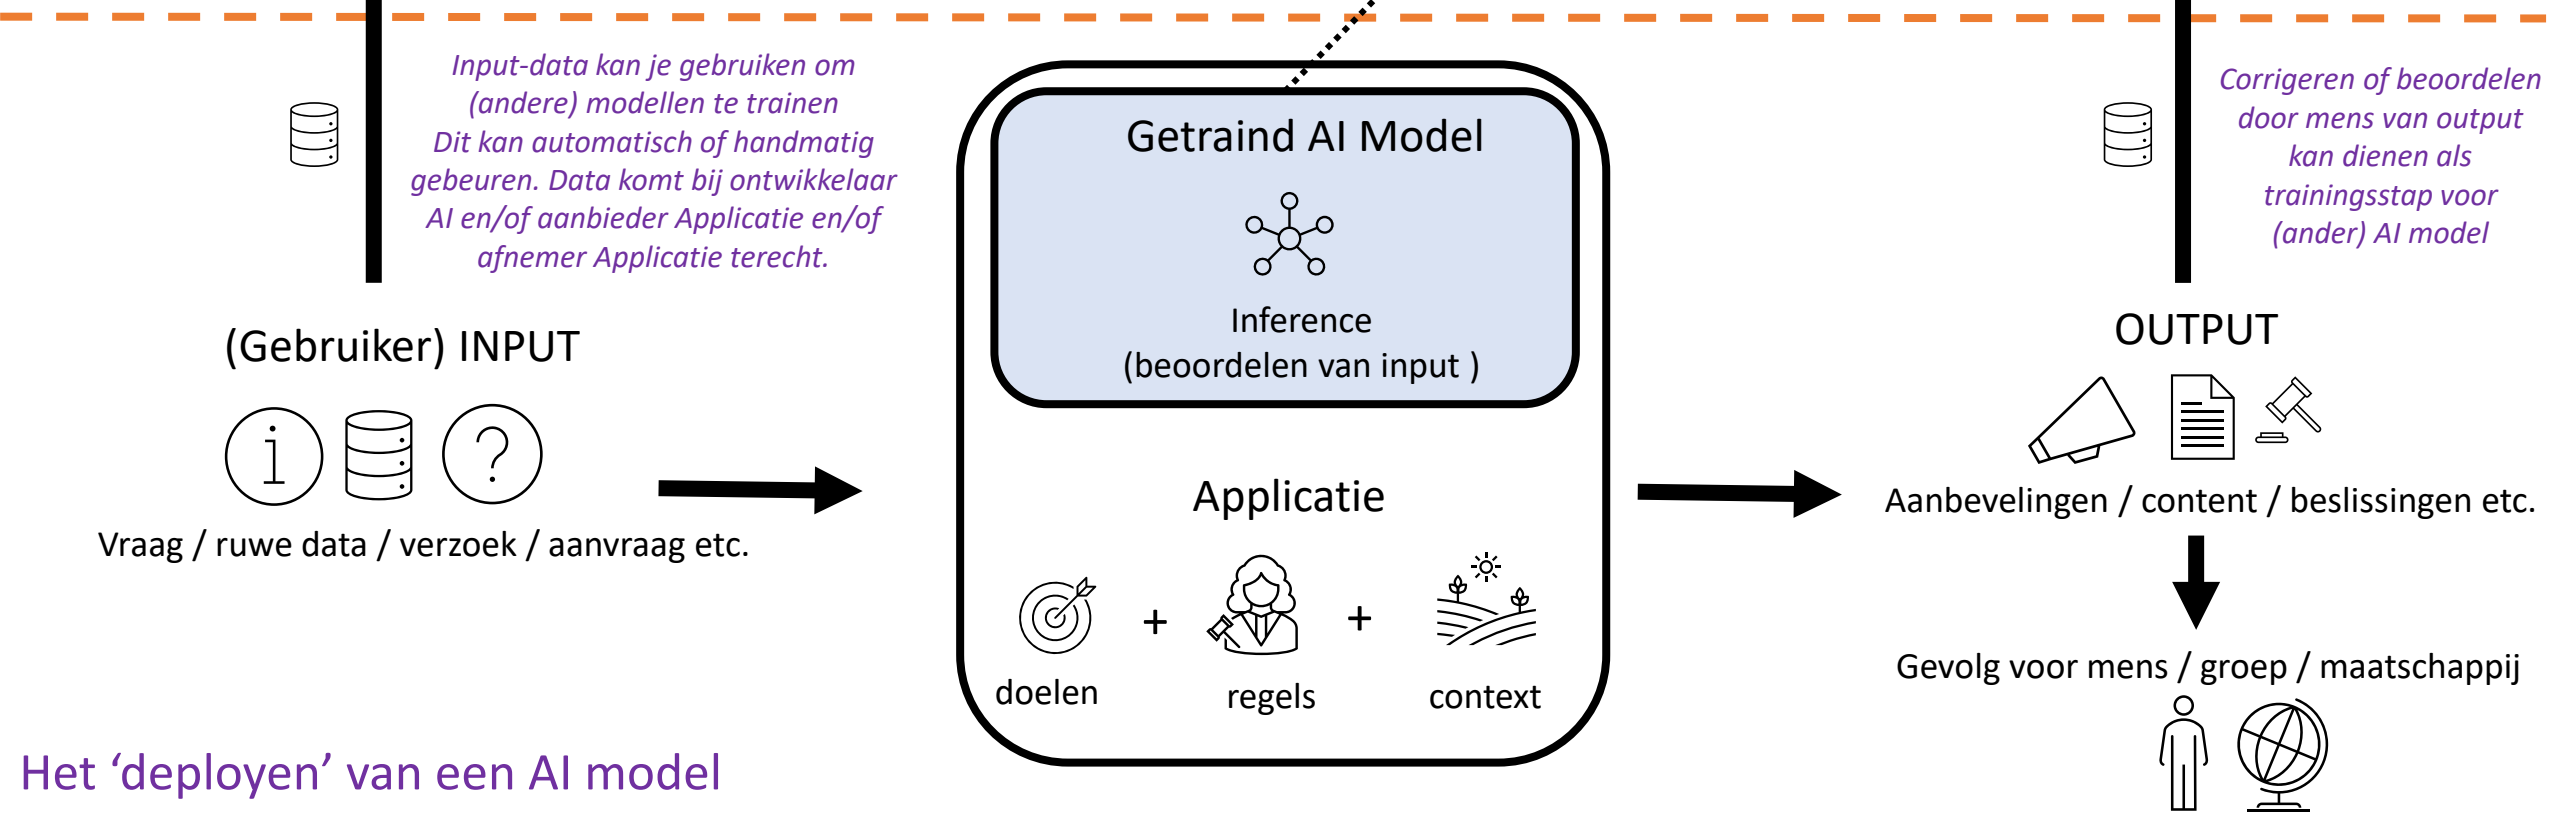 Input-data kan je gebruiken om
(andere) modellen te trainen
Dit kan automatisch of handmatig
gebeuren. Data komt bij ontwikkelaar
AI en/of aanbieder Applicatie en/of
afnemer Applicatie terecht.
(Gebruiker) INPUT
i
?
Vraag / ruwe data / verzoek / aanvraag etc.
Getraind AI Model
Inference
(beoordelen van input )
Applicatie
+
+
doelen
regels
context
Corrigeren of beoordelen
door mens van output
kan dienen als
trainingsstap voor
(ander) AI model
OUTPUT
Aanbevelingen / content / beslissingen etc.
Gevolg voor mens / groep / maatschappij
Het ‘deployen’ van een AI model